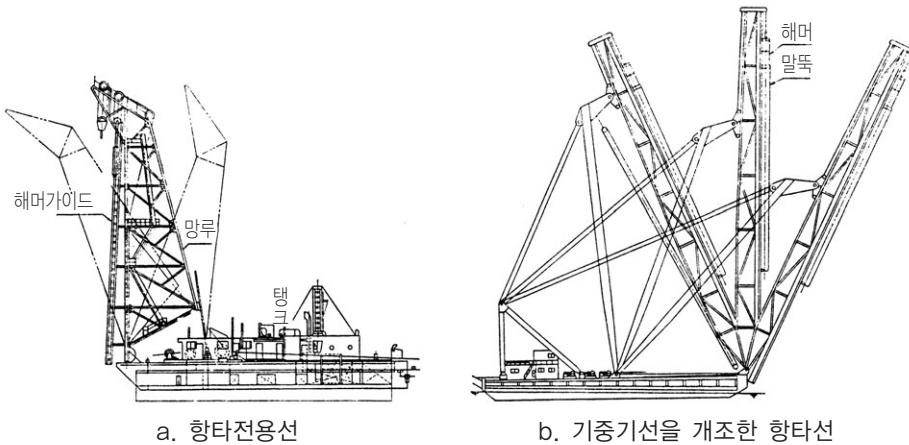 해머가이드
망루
탱
크
a. 항타전용선
해머
말뚝
b. 기중기선을 개조한 항타선